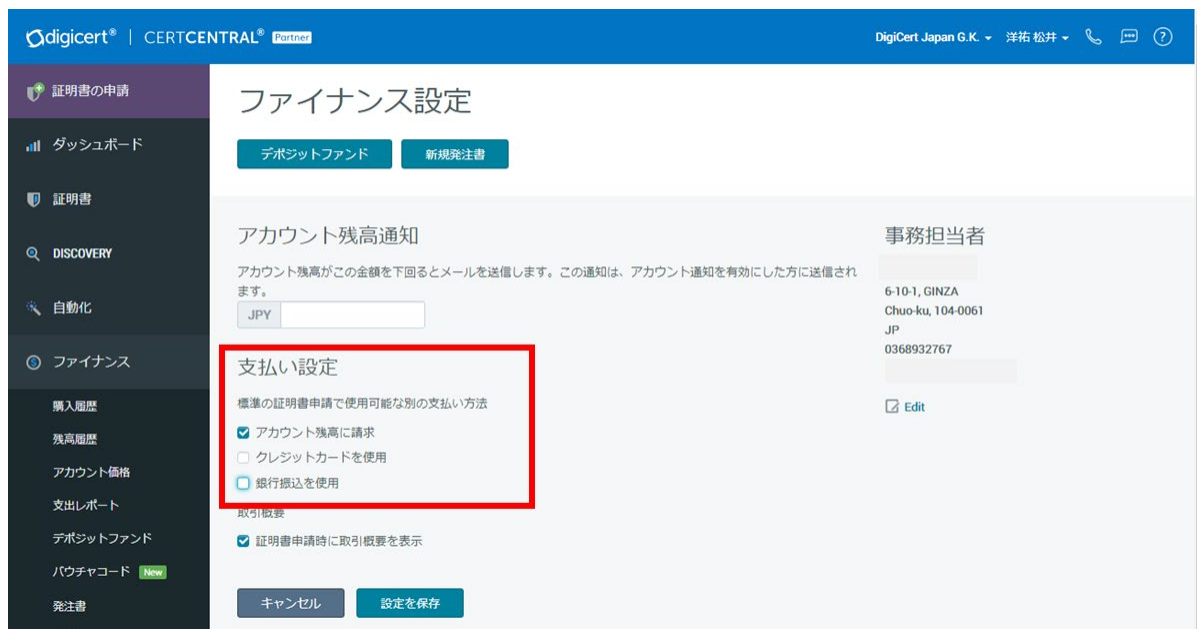 digicert® | CERTCENTRAL® Partner
DigiCert Japan G.K. 洋祐 松井
証明書の申請
ダッシュボード
証明書
DISCOVERY
自動化
ファイナンス
購入履歴
残高履歴
アカウント価格
支出レポート
デポジットファンド
バウチャコード New
発注書
ファイナンス設定
デポジットファンド 新規発注書
アカウント残高通知
アカウント残高がこの金額を下回るとメールを送信します。この通知は、アカウント通知を有効にした方に送信され
ます。
JPY
支払い設定
標準の証明書申請で使用可能な別の支払い方法
アカウント残高に請求
クレジットカードを使用
銀行振込を使用
取引概要
証明書申請時に取引概要を表示
キャンセル 設定を保存
事務担当者
6-10-1, GINZA
Chuo-ku, 104-0061
JP
0368932767
Edit